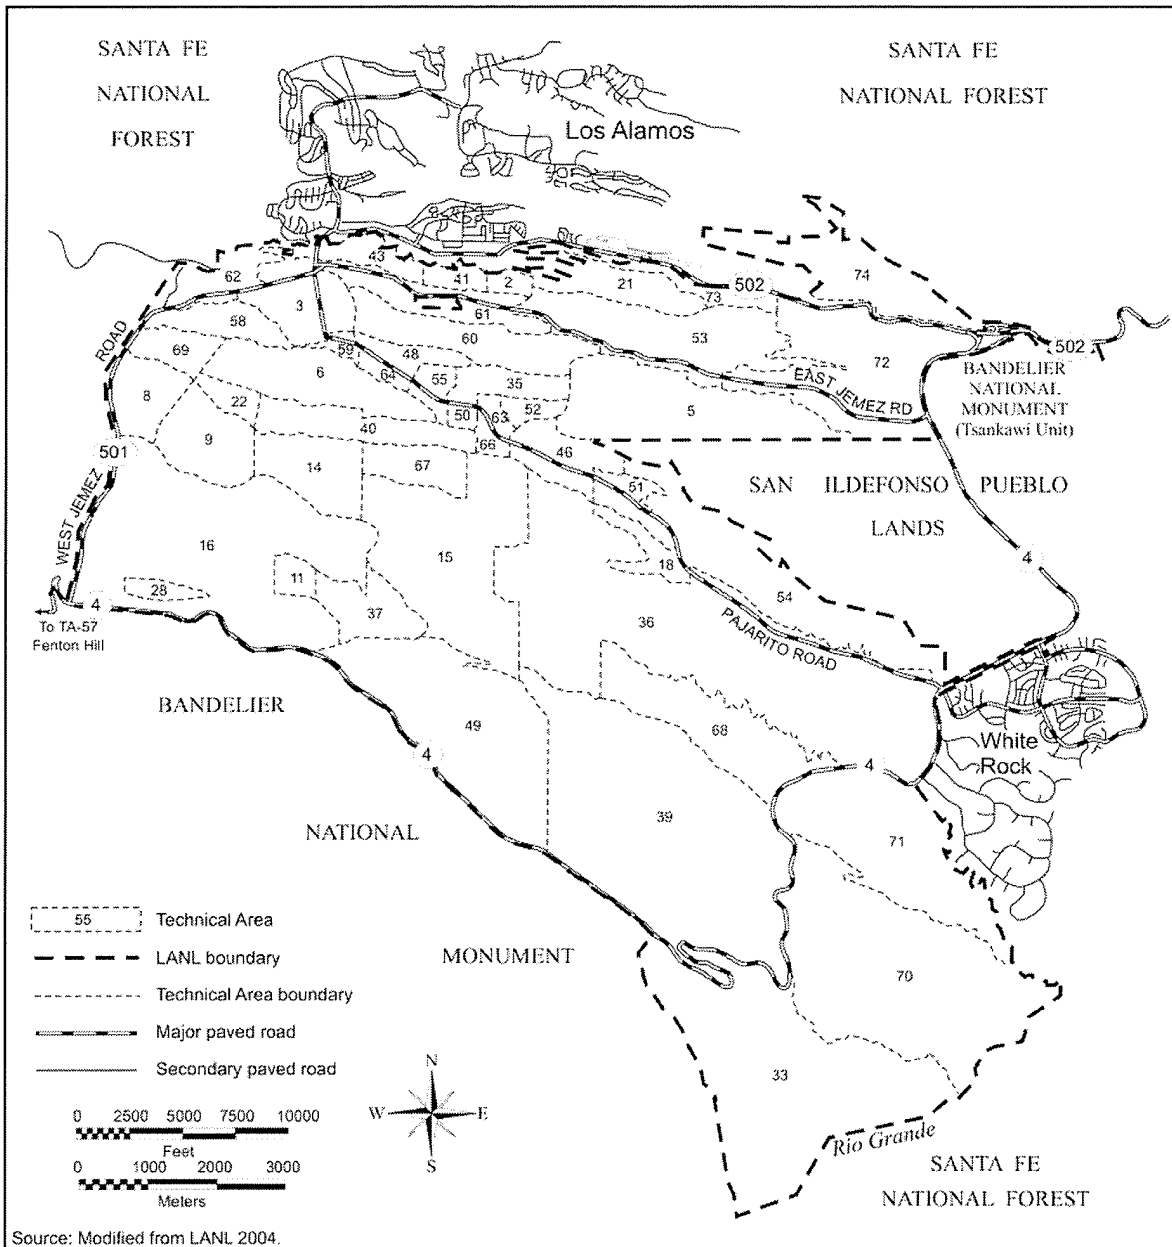 SANTA FE
NATIONAL
FOREST
SANTA FE
NATIONAL FOREST
Los Alamos
62
43
41
2
21
73
502
74
3
58
61
60
53
72
502
BANDELIER
NATIONAL
MONUMENT
(Tsankawi Unit)
ROAD
69
59
48
6
64
55
35
EAST JEMEZ RD
8
22
50
63
52
5
40
9
66
46
501
14
67
51
SAN ILDEFONSO PUEBLO
LANDS
WEST JEMEZ
16
15
18
4
11
28
54
4
37
36
To TA-57
Fenton Hill
PAJARITO ROAD
BANDELIER
49
68
White
Rock
4
4
NATIONAL
39
71
55 Technical Area
LANL boundary
MONUMENT
70
Technical Area boundary
Major paved road
Secondary paved road
33
N
W E
S
0 2500 5000 7500 10000
Feet
0 1000 2000 3000
Meters
Rio Grande
SANTA FE
NATIONAL FOREST
Source: Modified from LANL 2004.